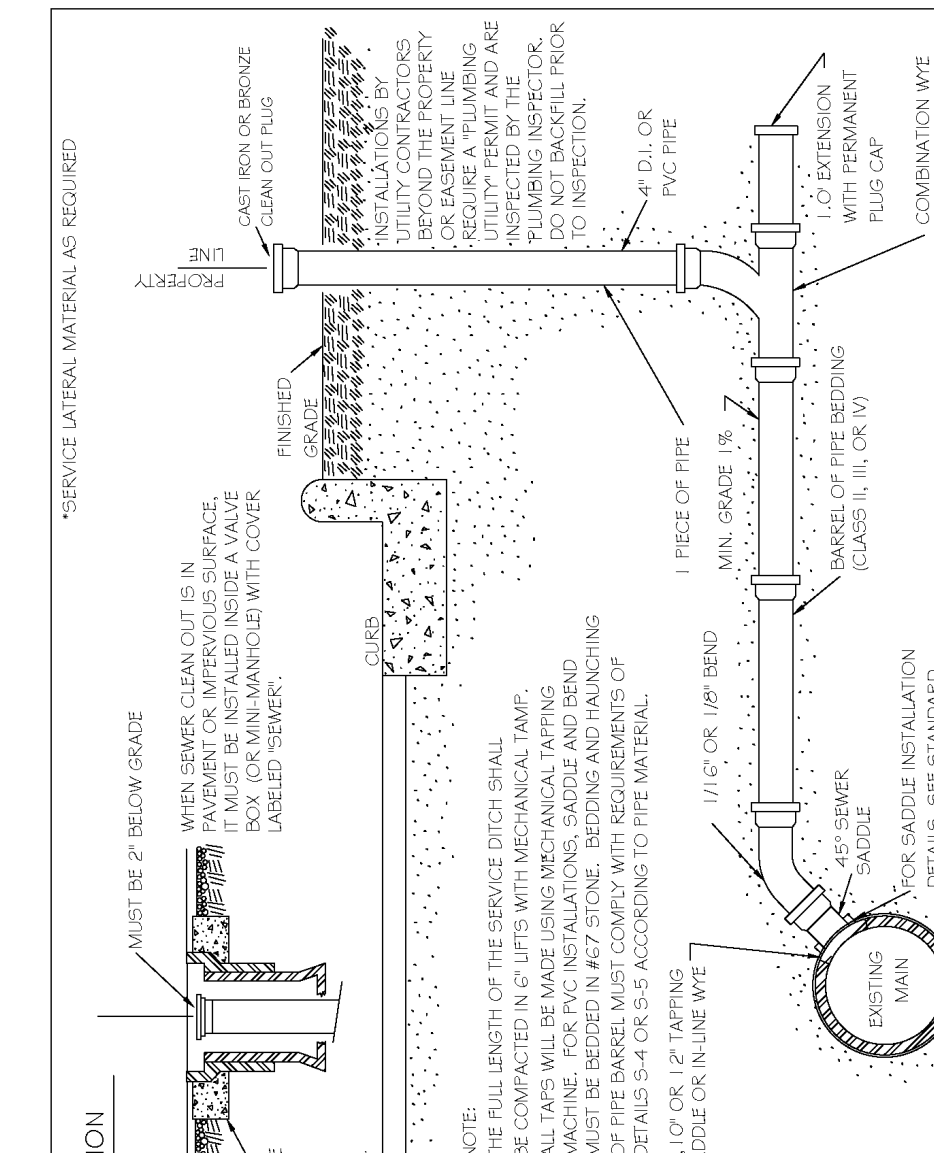 *SERVICE LATERAL MATERIAL AS REQUIRED
MUST BE 2" BELOW GRADE
WHEN SEWER CLEAN OUT IS IN
PAVEMENT OR IMPERVIOUS SURFACE,
IT MUST BE INSTALLED INSIDE A VALVE
BOX (OR MINI-MANHOLE) WITH COVER
LABELED "SEWER".
CAST IRON OR BRONZE
CLEAN OUT PLUG
PROPERTY
LINE
FINISHED
GRADE
INSTALLATIONS BY
UTILITY CONTRACTORS
BEYOND THE PROPERTY
OR EASEMENT LINE
REQUIRE A "PLUMBING
UTILITY" PERMIT AND ARE
INSPECTED BY THE
PLUMBING INSPECTOR.
DO NOT BACKFILL PRIOR
TO INSPECTION.
CURB
4" D.I. OR
PVC PIPE
1.0' EXTENSION
WITH PERMANENT
PLUG CAP
COMBINATION WYE
1 PIECE OF PIPE
MIN. GRADE 1%
BARREL OF PIPE BEDDING
(CLASS II, III, OR IV)
NOTE:
THE FULL LENGTH OF THE SERVICE DITCH SHALL
BE COMPACTED IN 6" LIFTS WITH MECHANICAL TAMP.
ALL TAPS WILL BE MADE USING MECHANICAL TAPPING
MACHINE. FOR PVC INSTALLATIONS, SADDLE AND BEND
MUST BE BEDDED IN #67 STONE. BEDDING AND HAUNCHING
OF PIPE BARREL MUST COMPLY WITH REQUIREMENTS OF
DETAILS S-4 OR S-5 ACCORDING TO PIPE MATERIAL.
1/16" OR 1/8" BEND
45° SEWER
SADDLE
FOR SADDLE INSTALLATION
DETAILS, SEE STANDARD
10" OR 12" TAPPING
OR IN-LINE WYE
EXISTING
MAIN